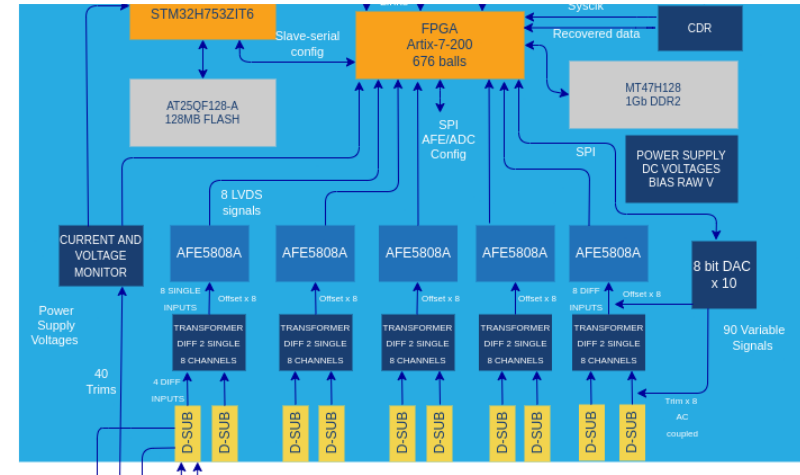 STM32H753ZIT6
Links
Sysclk
Slave-serial
config
FPGA
Artix-7-200
676 balls
Recovered data
CDR
AT25QF128-A
128MB FLASH
MT47H128
1Gb DDR2
SPI
AFE/ADC
Config
SPI
POWER SUPPLY
DC VOLTAGES
BIAS RAW V
8 LVDS
signals
CURRENT AND
VOLTAGE
MONITOR
AFE5808A
AFE5808A
AFE5808A
AFE5808A
AFE5808A
8 bit DAC
x 10
8 SINGLE
INPUTS
Offset x 8
Offset x 8
Offset x 8
Offset x 8
8 DIFF
INPUTS
Offset x 8
Power
Supply
Voltages
TRANSFORMER
DIFF 2 SINGLE
8 CHANNELS
TRANSFORMER
DIFF 2 SINGLE
8 CHANNELS
TRANSFORMER
DIFF 2 SINGLE
8 CHANNELS
TRANSFORMER
DIFF 2 SINGLE
8 CHANNELS
TRANSFORMER
DIFF 2 SINGLE
8 CHANNELS
90 Variable
Signals
40
Trims
4 DIFF
INPUTS
Trim x 8
AC
coupled
D-SUB
D-SUB
D-SUB
D-SUB
D-SUB
D-SUB
D-SUB
D-SUB
D-SUB
D-SUB